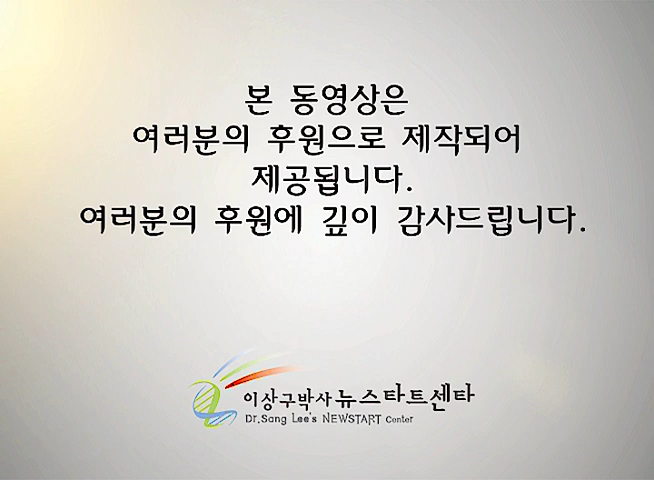 본 동영상은
여러분의 후원으로 제작되어
제공됩니다.
여러분의 후원에 깊이 감사드립니다.
이상구박사 뉴스타트센타
Dr.Sang Lee's NEWSTART Center